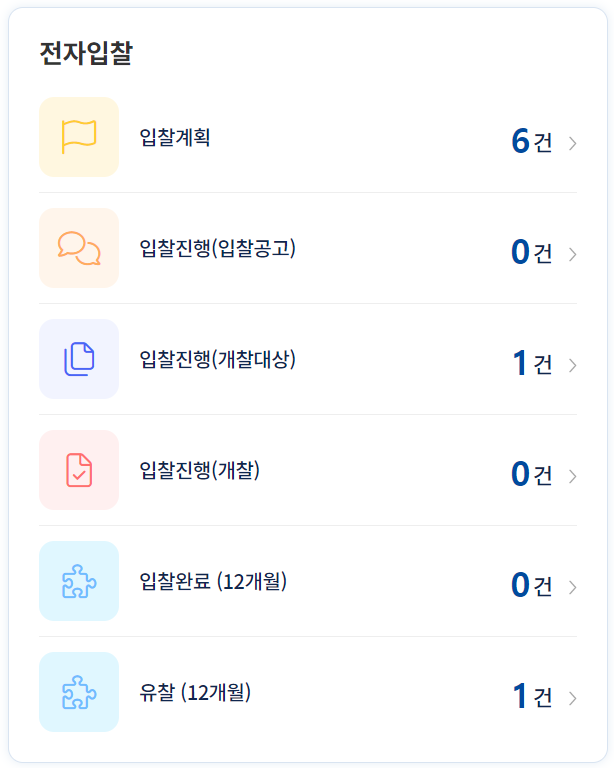 전자입찰
입찰계획 6건
입찰진행(입찰공고) 0건
입찰진행(개찰대상) 1건
입찰진행(개찰) 0건
입찰완료 (12개월) 0건
유찰 (12개월) 1건